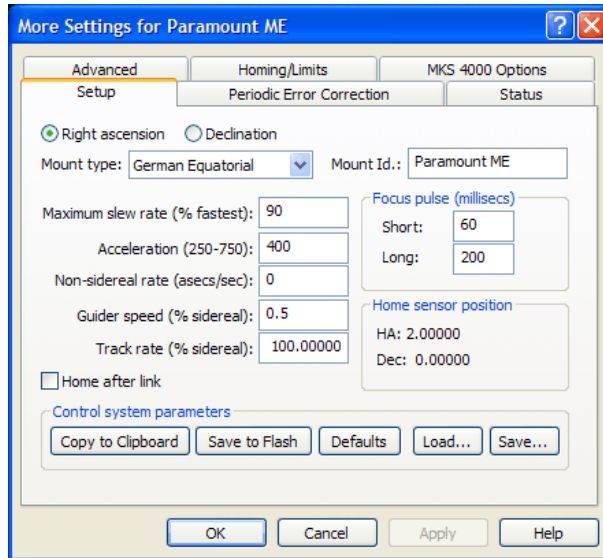 More Settings for Paramount ME
?
Advanced
Homing/Limits
MKS 4000 Options
Setup
Periodic Error Correction
Status
Right ascension
Declination
Mount type: German Equatorial
Mount Id.: Paramount ME
Maximum slew rate (% fastest): 90
Acceleration (250-750): 400
Non-sidereal rate (asecs/sec): 0
Guider speed (% sidereal): 0.5
Track rate (% sidereal): 100.00000
Home after link
Focus pulse (millisecs)
Short: 60
Long: 200
Home sensor position
HA: 2.00000
Dec: 0.00000
Control system parameters
Copy to Clipboard
Save to Flash
Defaults
Load...
Save...
OK
Cancel
Apply
Help